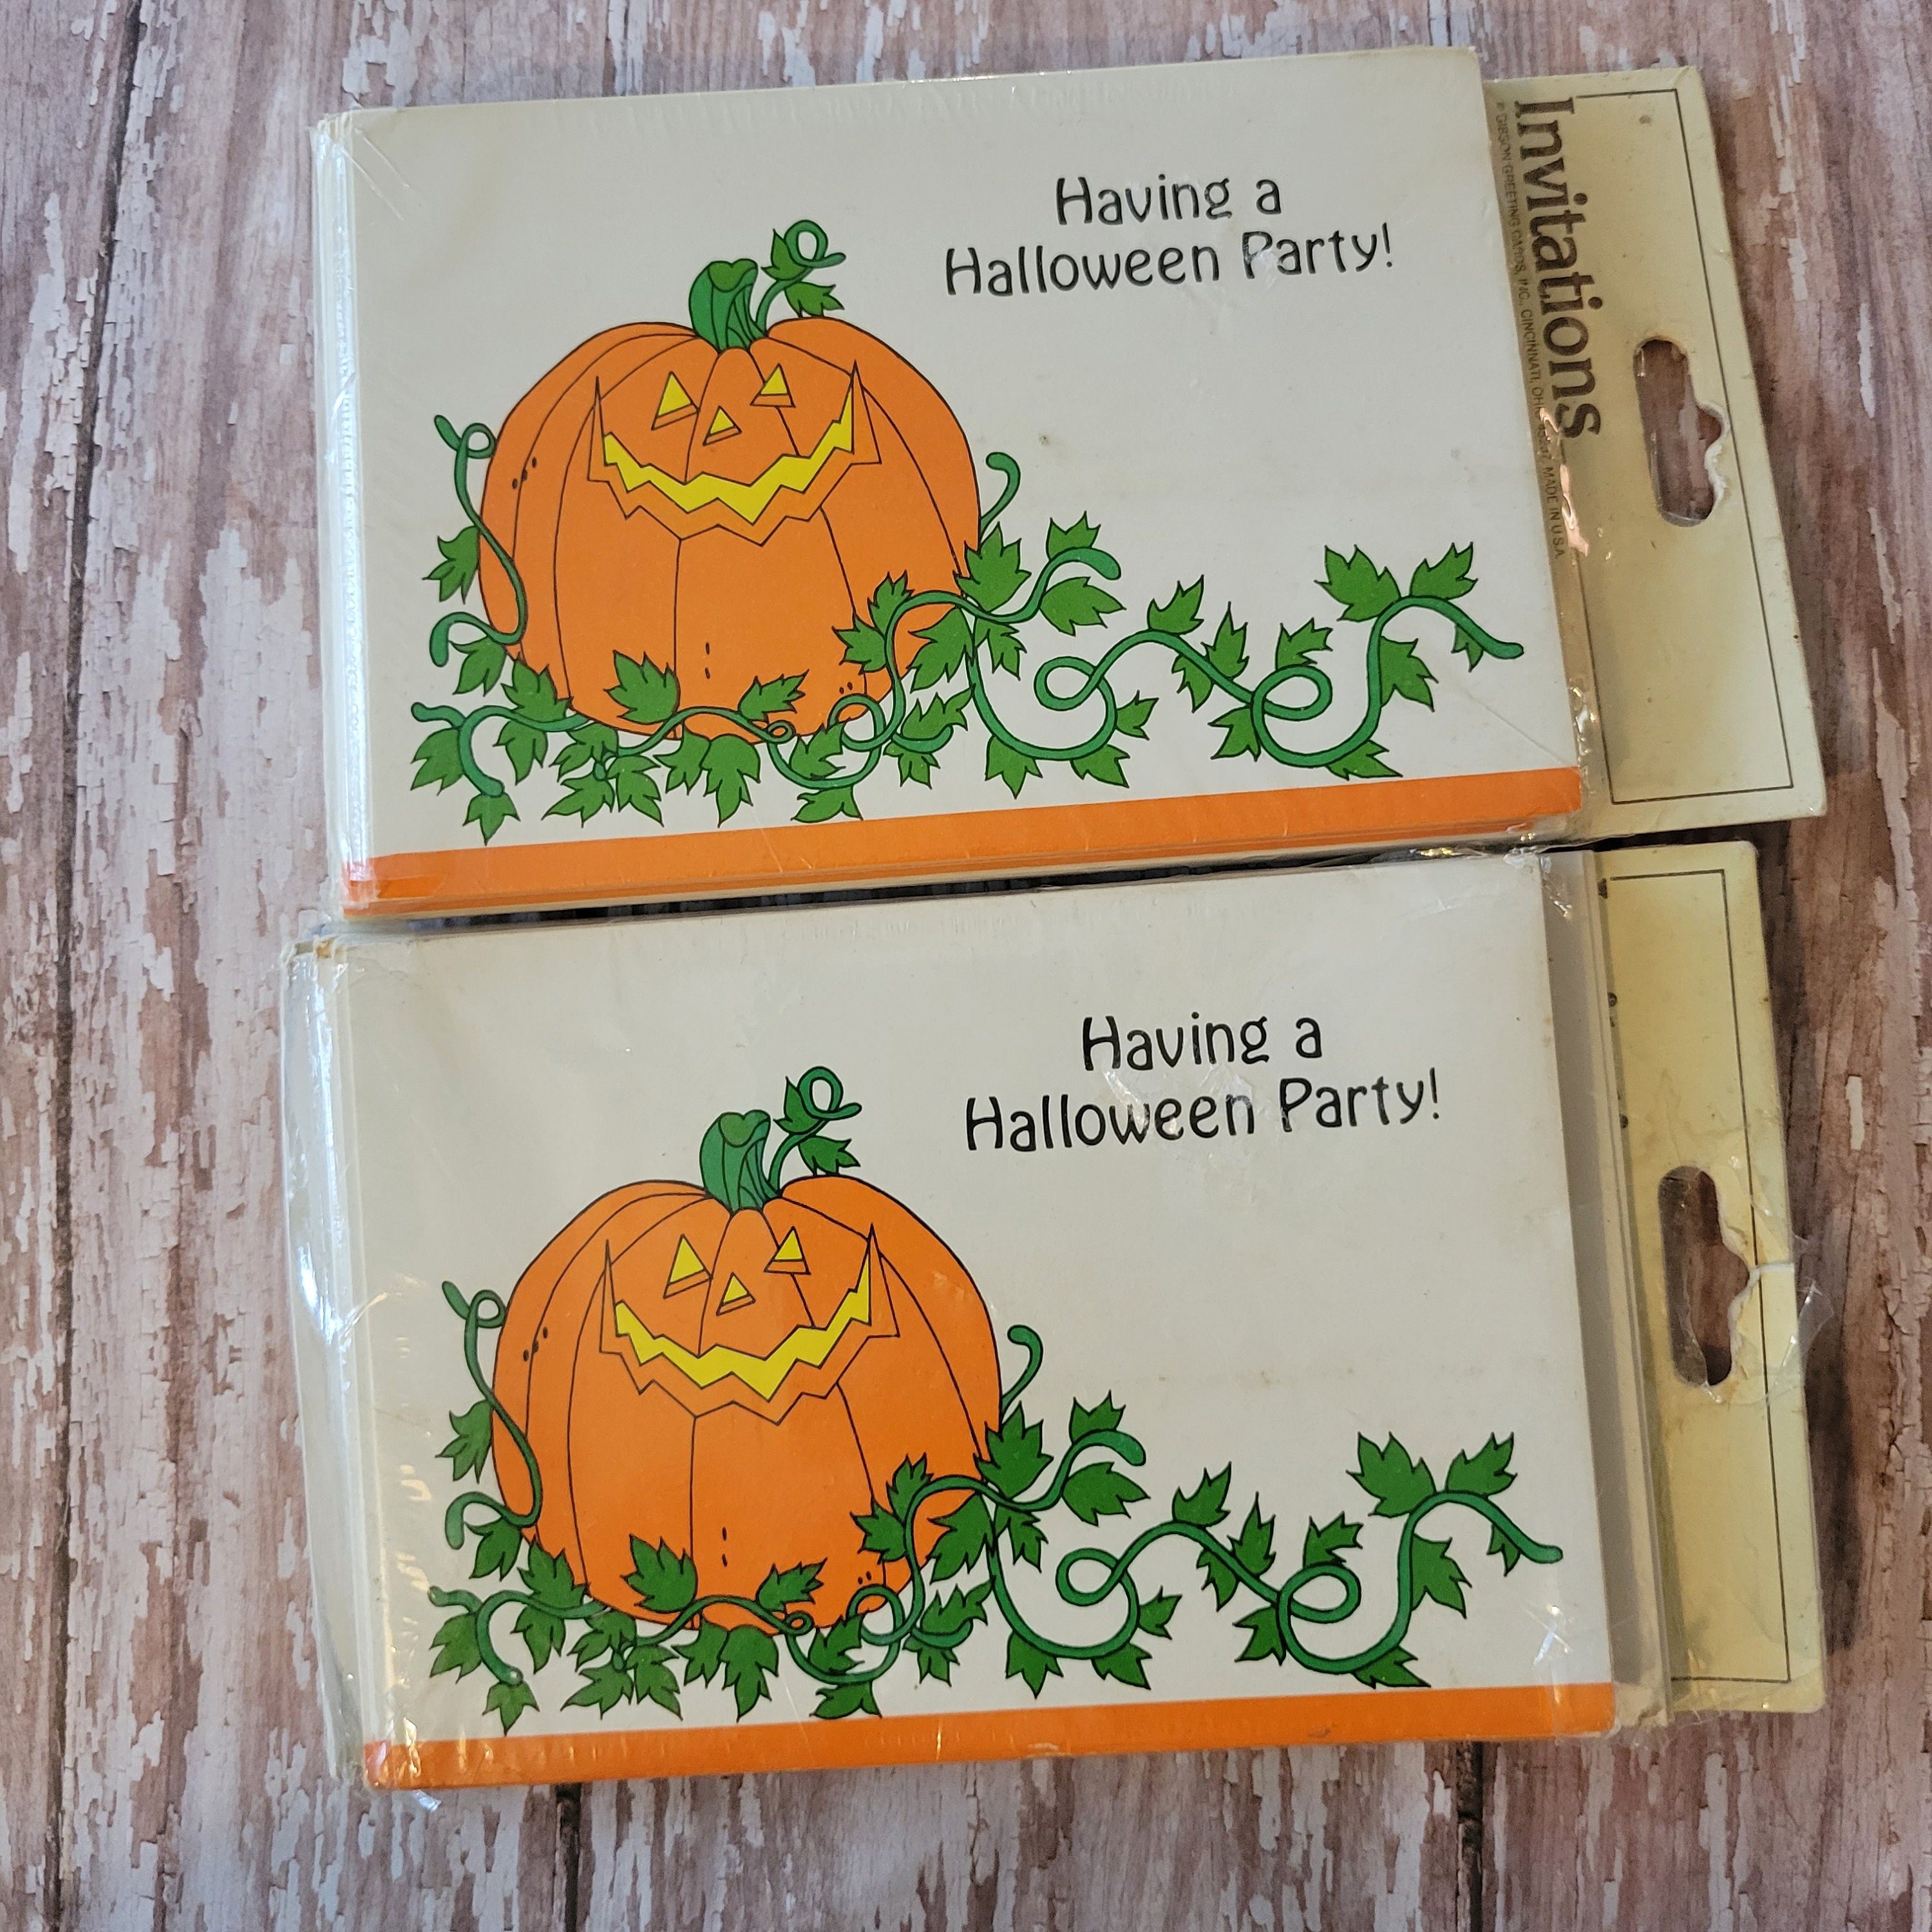 Having a
Halloween Party!
Invitations
GIBSON GREETING CARDS, INC., CINCINNATI, OHIO 45237 MADE IN U.S.A.
Having a
Halloween Party!